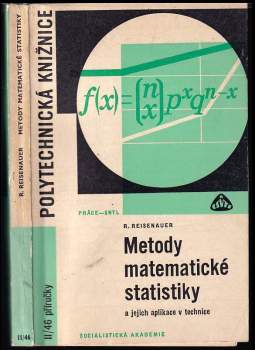 R. REISENAUER METODY MATEMATICKÉ STATISTIKY
II/46
POLYTECHNICKÁ KNIŽNICE
II/46 příručky
f(x)=(n x)pˣqⁿ⁻ˣ
PRÁCE—SNTL
R. REISENAUER
Metody
matematické
statistiky
a jejich aplikace v technice
SOCIALISTICKÁ AKADEMIE